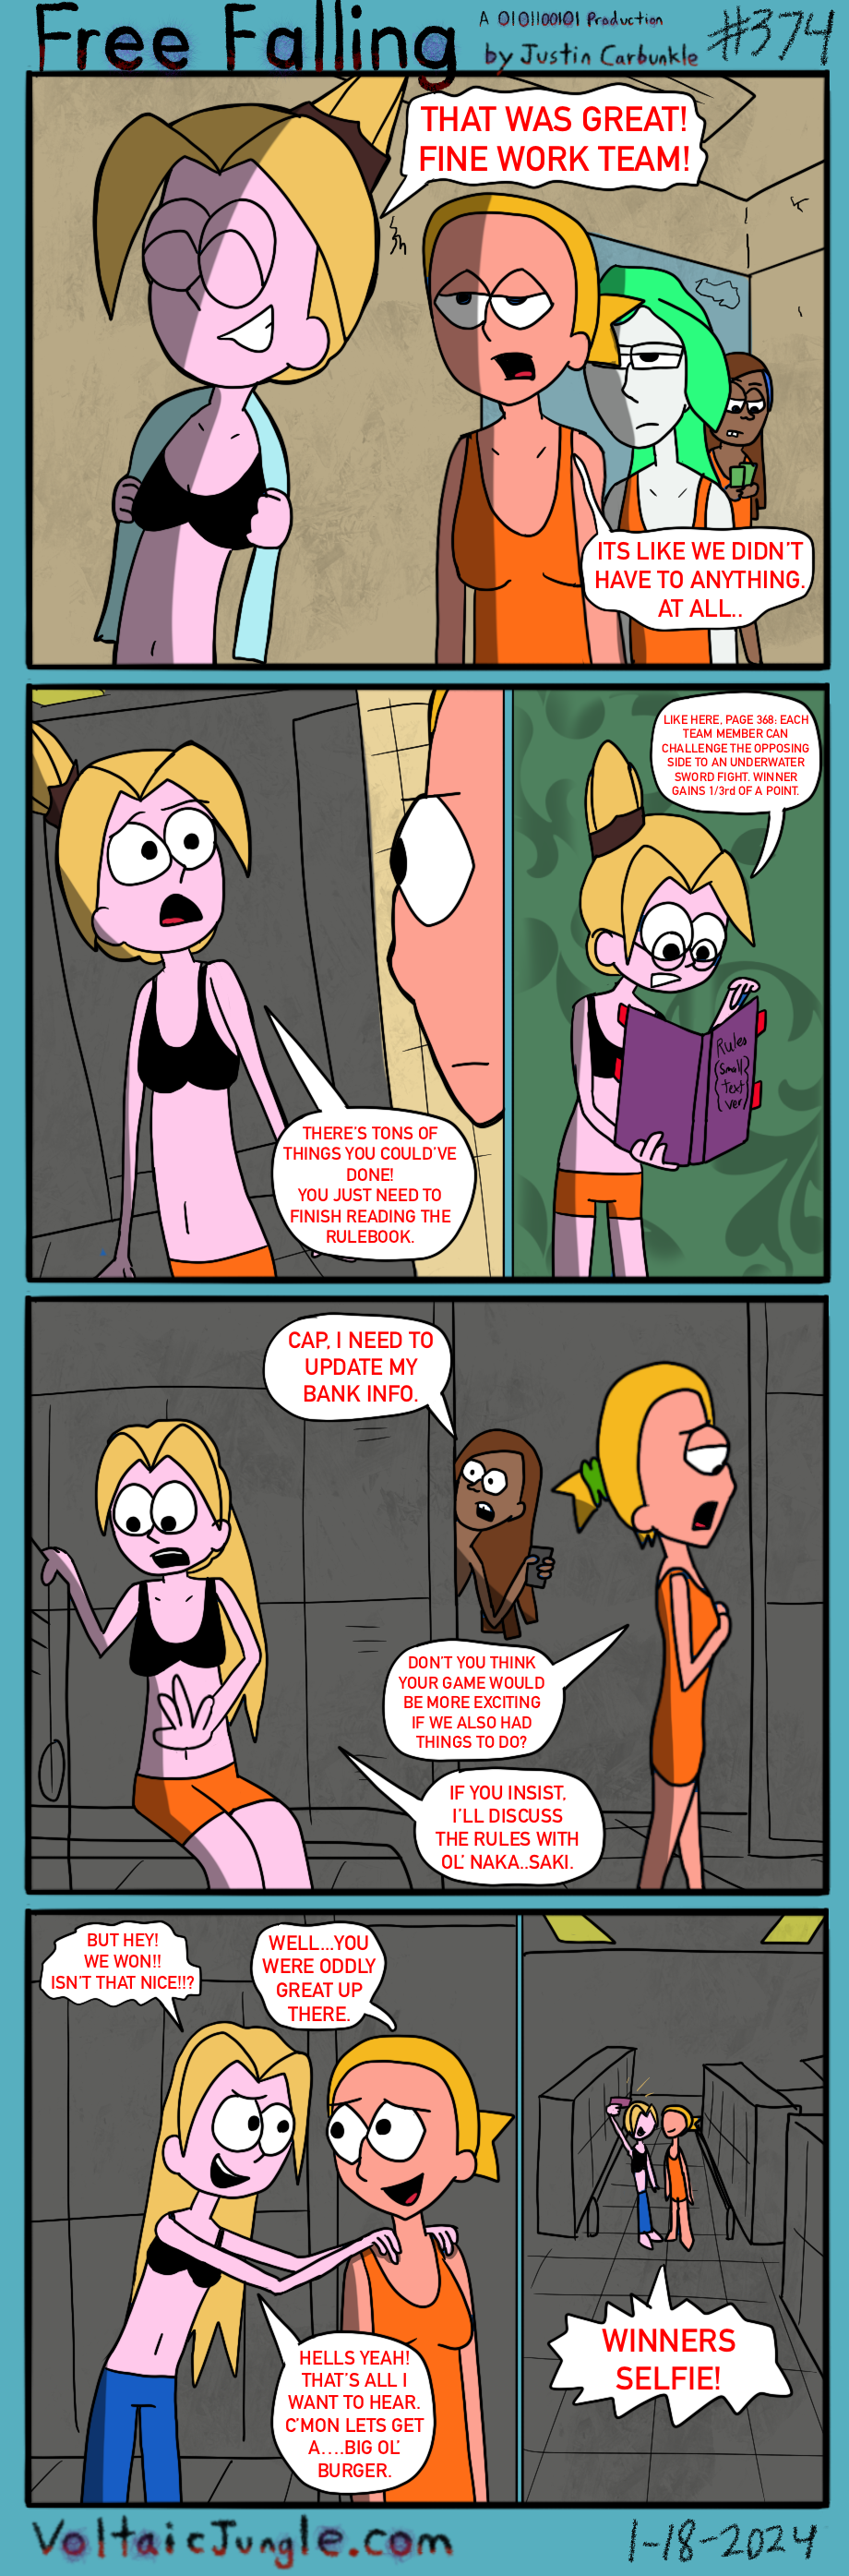 Free Falling
A 0101100101 Production
by Justin Carbunkle
#374
THAT WAS GREAT!
FINE WORK TEAM!
ITS LIKE WE DIDN'T
HAVE TO ANYTHING.
AT ALL..
THERE'S TONS OF
THINGS YOU COULD'VE
DONE!
YOU JUST NEED TO
FINISH READING THE
RULEBOOK.
LIKE HERE, PAGE 368: EACH
TEAM MEMBER CAN
CHALLENGE THE OPPOSING
SIDE TO AN UNDERWATER
SWORD FIGHT. WINNER
GAINS 1/3rd OF A POINT.
Rules
(Small
text
ver)
CAP, I NEED TO
UPDATE MY
BANK INFO.
DON'T YOU THINK
YOUR GAME WOULD
BE MORE EXCITING
IF WE ALSO HAD
THINGS TO DO?
IF YOU INSIST,
I'LL DISCUSS
THE RULES WITH
OL' NAKA..SAKI.
BUT HEY!
WE WON!!
ISN'T THAT NICE!!?
WELL...YOU
WERE ODDLY
GREAT UP
THERE.
HELLS YEAH!
THAT'S ALL I
WANT TO HEAR.
C'MON LETS GET
A....BIG OL'
BURGER.
WINNERS
SELFIE!
VoltaicJungle.com
1-18-2024